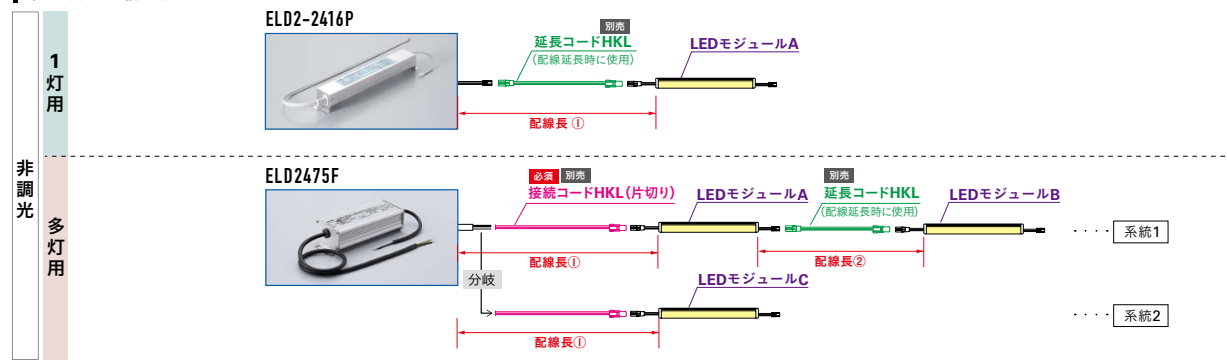 非調光
1灯用
ELD2-2416P
別売
延長コードHKL
(配線延長時に使用)
LEDモジュールA
配線長①
多灯用
ELD2475F
必須 別売
接続コードHKL(片切り)
LEDモジュールA
別売
延長コードHKL
(配線延長時に使用)
LEDモジュールB
・・・・ 系統1
配線長①
配線長②
分岐
LEDモジュールC
・・・・ 系統2
配線長①